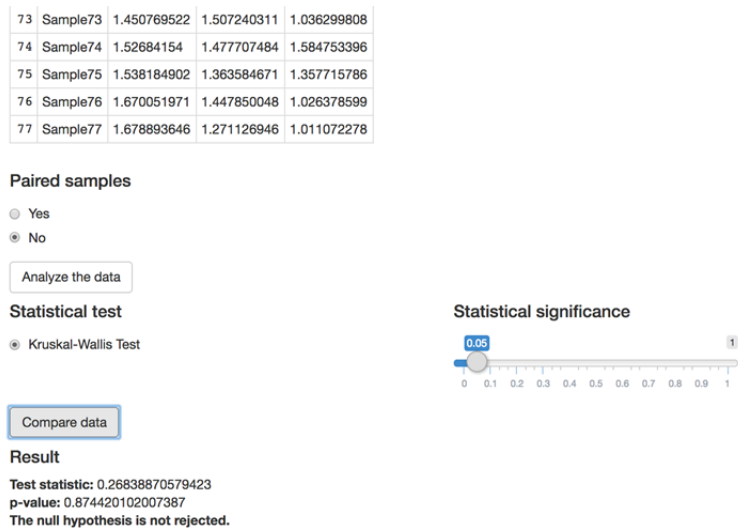 73 Sample73 1.450769522 1.507240311 1.036299808
74 Sample74 1.52684154 1.477707484 1.584753396
75 Sample75 1.538184902 1.363584671 1.357715786
76 Sample76 1.670051971 1.447850048 1.026378599
77 Sample77 1.678893646 1.271126946 1.011072278
Paired samples
Yes
No
Analyze the data
Statistical test
Kruskal-Wallis Test
Statistical significance
0.05 1
0 0.1 0.2 0.3 0.4 0.5 0.6 0.7 0.8 0.9 1
Compare data
Result
Test statistic: 0.26838870579423
p-value: 0.874420102007387
The null hypothesis is not rejected.